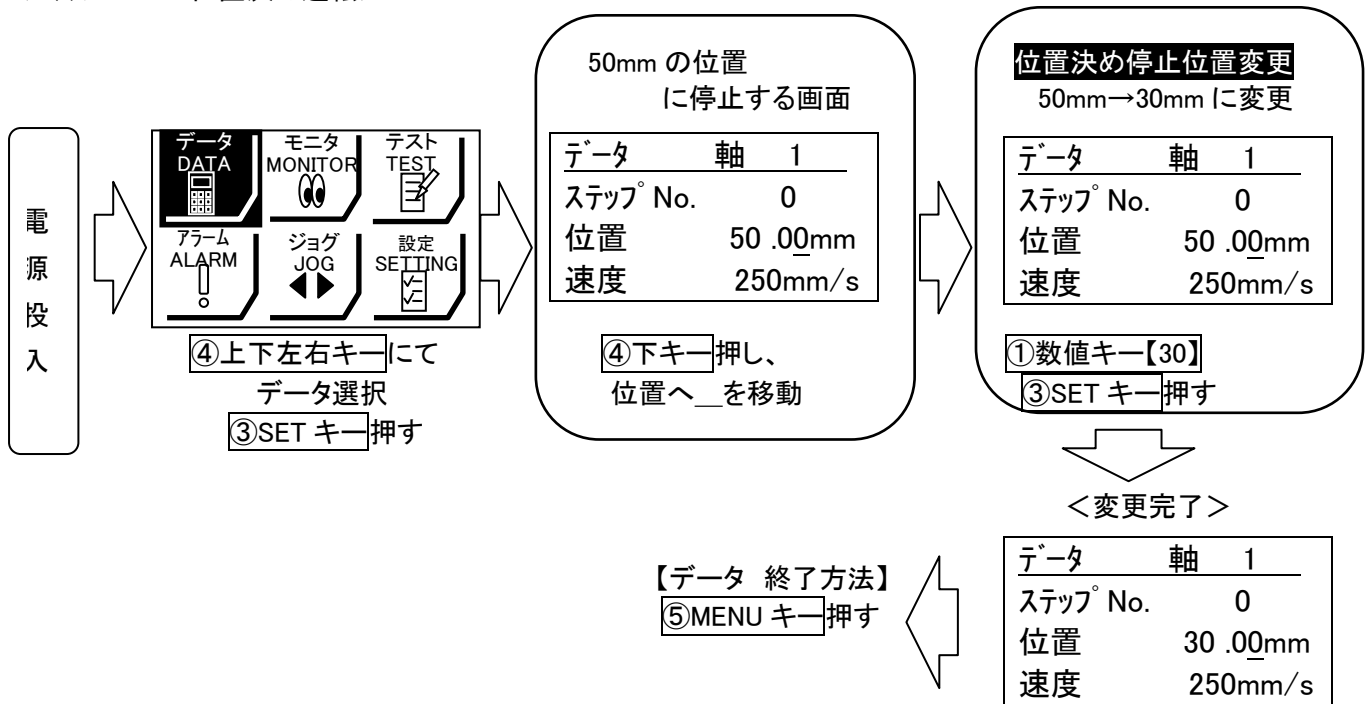 電
源
投
入
データ
DATA
モニタ
MONITOR
テスト
TEST
アラーム
ALARM
ジョグ
JOG
設定
SETTING
④上下左右キーにて
データ選択
③SET キー押す
50mm の位置
に停止する画面
データ 軸 1
ステップ No. 0
位置 50 .00mm
速度 250mm/s
④下キー押し、
位置へ__を移動
位置決め停止位置変更
50mm→30mm に変更
データ 軸 1
ステップ No. 0
位置 50 .00mm
速度 250mm/s
①数値キー【30】
③SET キー押す
＜変更完了＞
データ 軸 1
ステップ No. 0
位置 30 .00mm
速度 250mm/s
【データ 終了方法】
⑤MENU キー押す